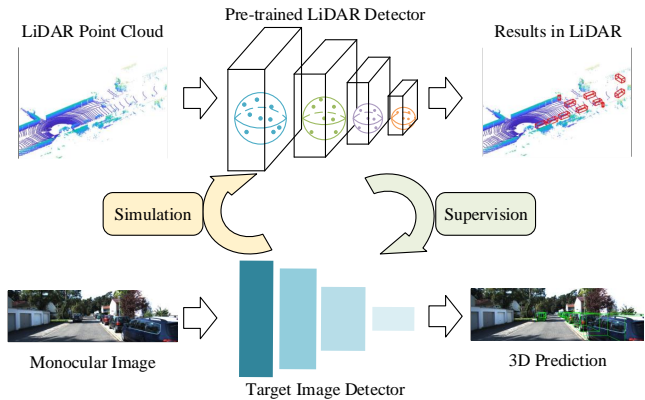 Pre-trained LiDAR Detector
LiDAR Point Cloud
Results in LiDAR
Simulation
Supervision
Monocular Image
3D Prediction
Target Image Detector